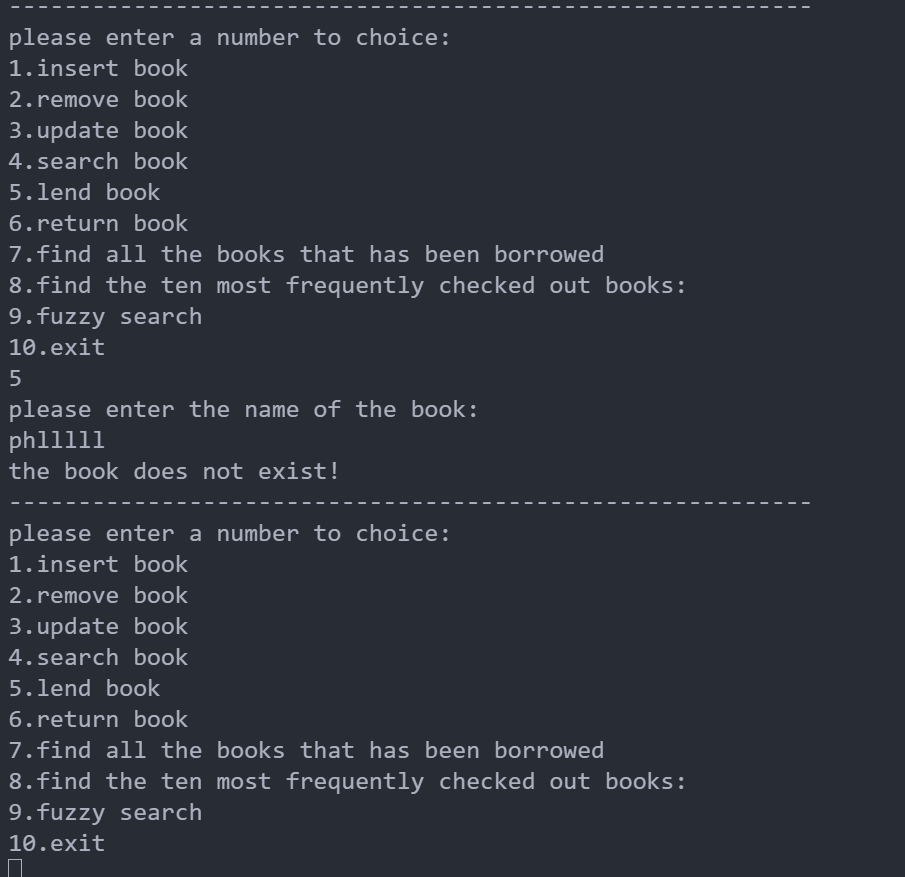 ----------------------------------------------------------
please enter a number to choice:
1.insert book
2.remove book
3.update book
4.search book
5.lend book
6.return book
7.find all the books that has been borrowed
8.find the ten most frequently checked out books:
9.fuzzy search
10.exit
5
please enter the name of the book:
phlllll
the book does not exist!
----------------------------------------------------------
please enter a number to choice:
1.insert book
2.remove book
3.update book
4.search book
5.lend book
6.return book
7.find all the books that has been borrowed
8.find the ten most frequently checked out books:
9.fuzzy search
10.exit